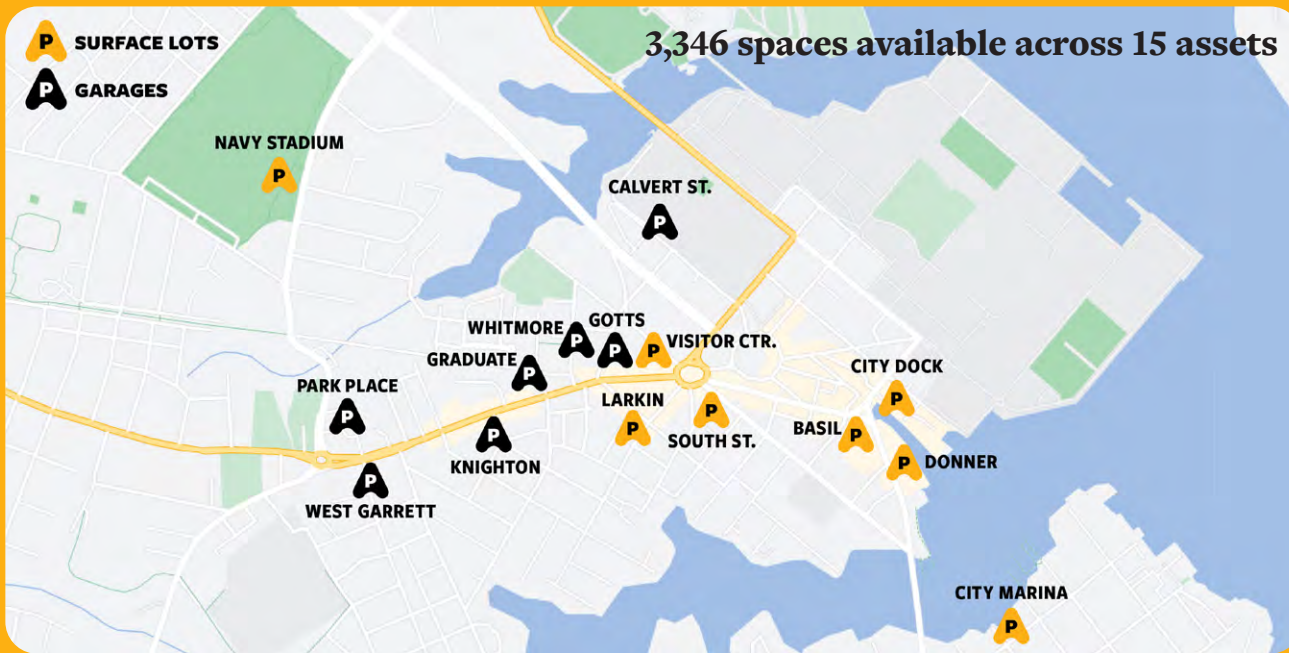 P SURFACE LOTS
P GARAGES
3,346 spaces available across 15 assets
NAVY STADIUM
P
CALVERT ST.
P
WHITMORE P
GOTTS
P
P VISITOR CTR.
GRADUATE P
PARK PLACE
P
LARKIN
P
P
SOUTH ST.
CITY DOCK
P
BASIL P
P DONNER
P
KNIGHTON
P
WEST GARRETT
CITY MARINA
P